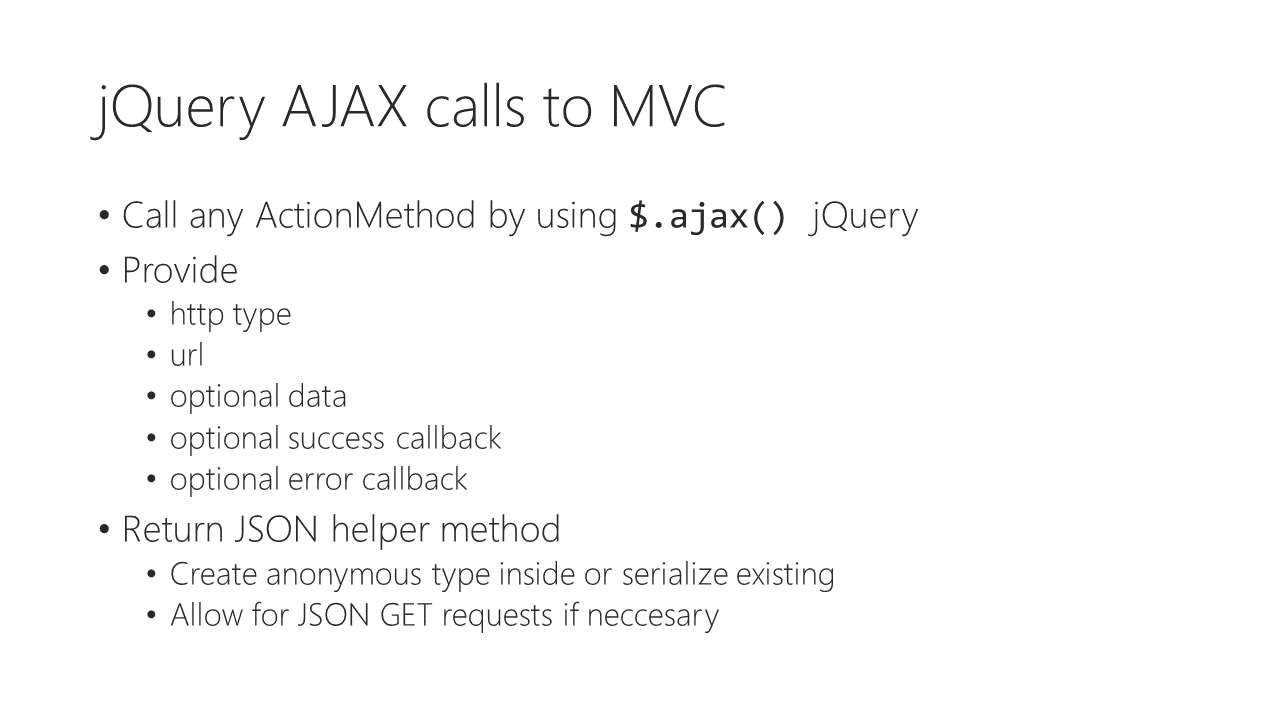 jQuery AJAX calls to MVC
• Call any ActionMethod by using $.ajax() jQuery
• Provide
• http type
• url
• optional data
• optional success callback
• optional error callback
• Return JSON helper method
• Create anonymous type inside or serialize existing
• Allow for JSON GET requests if neccesary